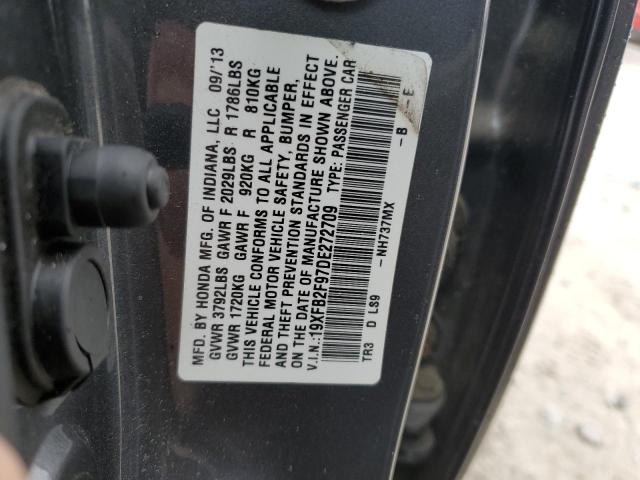 MFD. BY HONDA MFG. OF INDIANA, LLC 09/'13
GVWR 3792LBS GAWR F 2029LBS R 1786LBS
GVWR 1720KG GAWR F 920KG R 810KG
THIS VEHICLE CONFORMS TO ALL APPLICABLE
FEDERAL MOTOR VEHICLE SAFETY, BUMPER,
AND THEFT PREVENTION STANDARDS IN EFFECT
ON THE DATE OF MANUFACTURE SHOWN ABOVE.
V.I.N.:19XFB2F97DE272709 TYPE: PASSENGER CAR
-NH737MX -B -E
TR3 D LS9